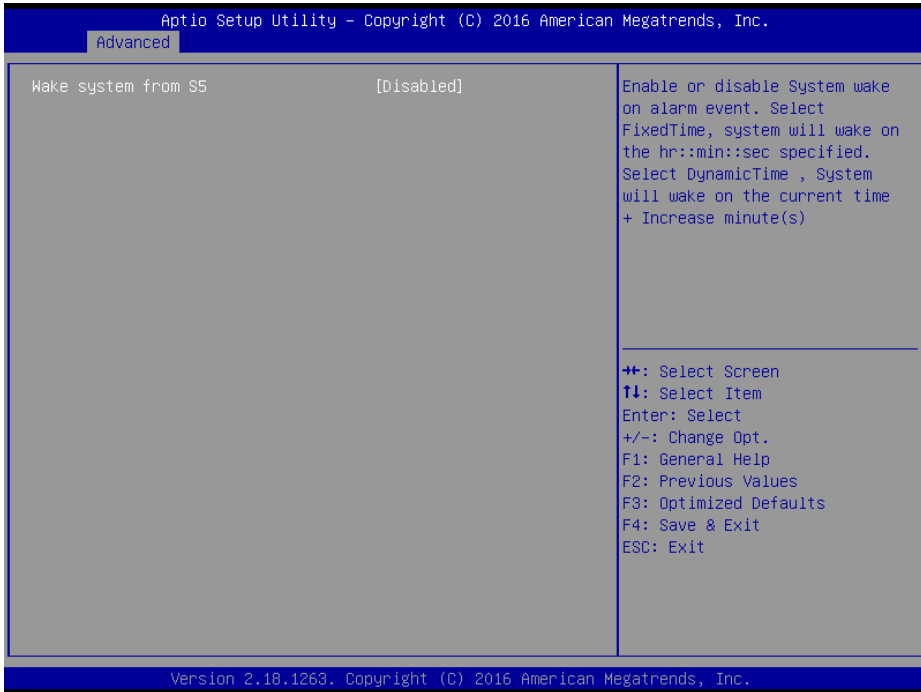 Aptio Setup Utility – Copyright (C) 2016 American Megatrends, Inc.
Advanced
Wake system from S5 [Disabled]
Enable or disable System wake
on alarm event. Select
FixedTime, system will wake on
the hr::min::sec specified.
Select DynamicTime , System
will wake on the current time
+ Increase minute(s)
→←: Select Screen
↑↓: Select Item
Enter: Select
+/-: Change Opt.
F1: General Help
F2: Previous Values
F3: Optimized Defaults
F4: Save & Exit
ESC: Exit
Version 2.18.1263. Copyright (C) 2016 American Megatrends, Inc.